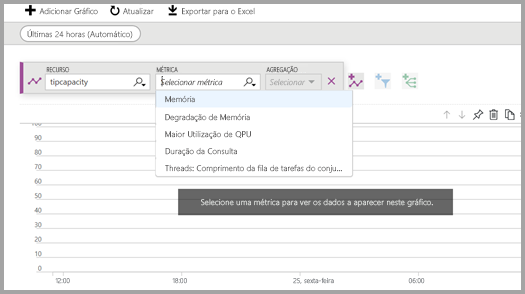 Adicionar Gráfico Atualizar Exportar para o Excel
Últimas 24 horas (Automático)
RECURSO MÉTRICA AGREGAÇÃO
tipcapacity Selecionar métrica Selecionar
Memória
Degradação de Memória
Maior Utilização de QPU
Duração da Consulta
Threads: Comprimento da fila de tarefas do conju...
100
90
80
70
60
Selecione uma métrica para ver os dados a aparecer neste gráfico.
50
40
30
20
10
0
12:00 18:00 25, sexta-feira 06:00